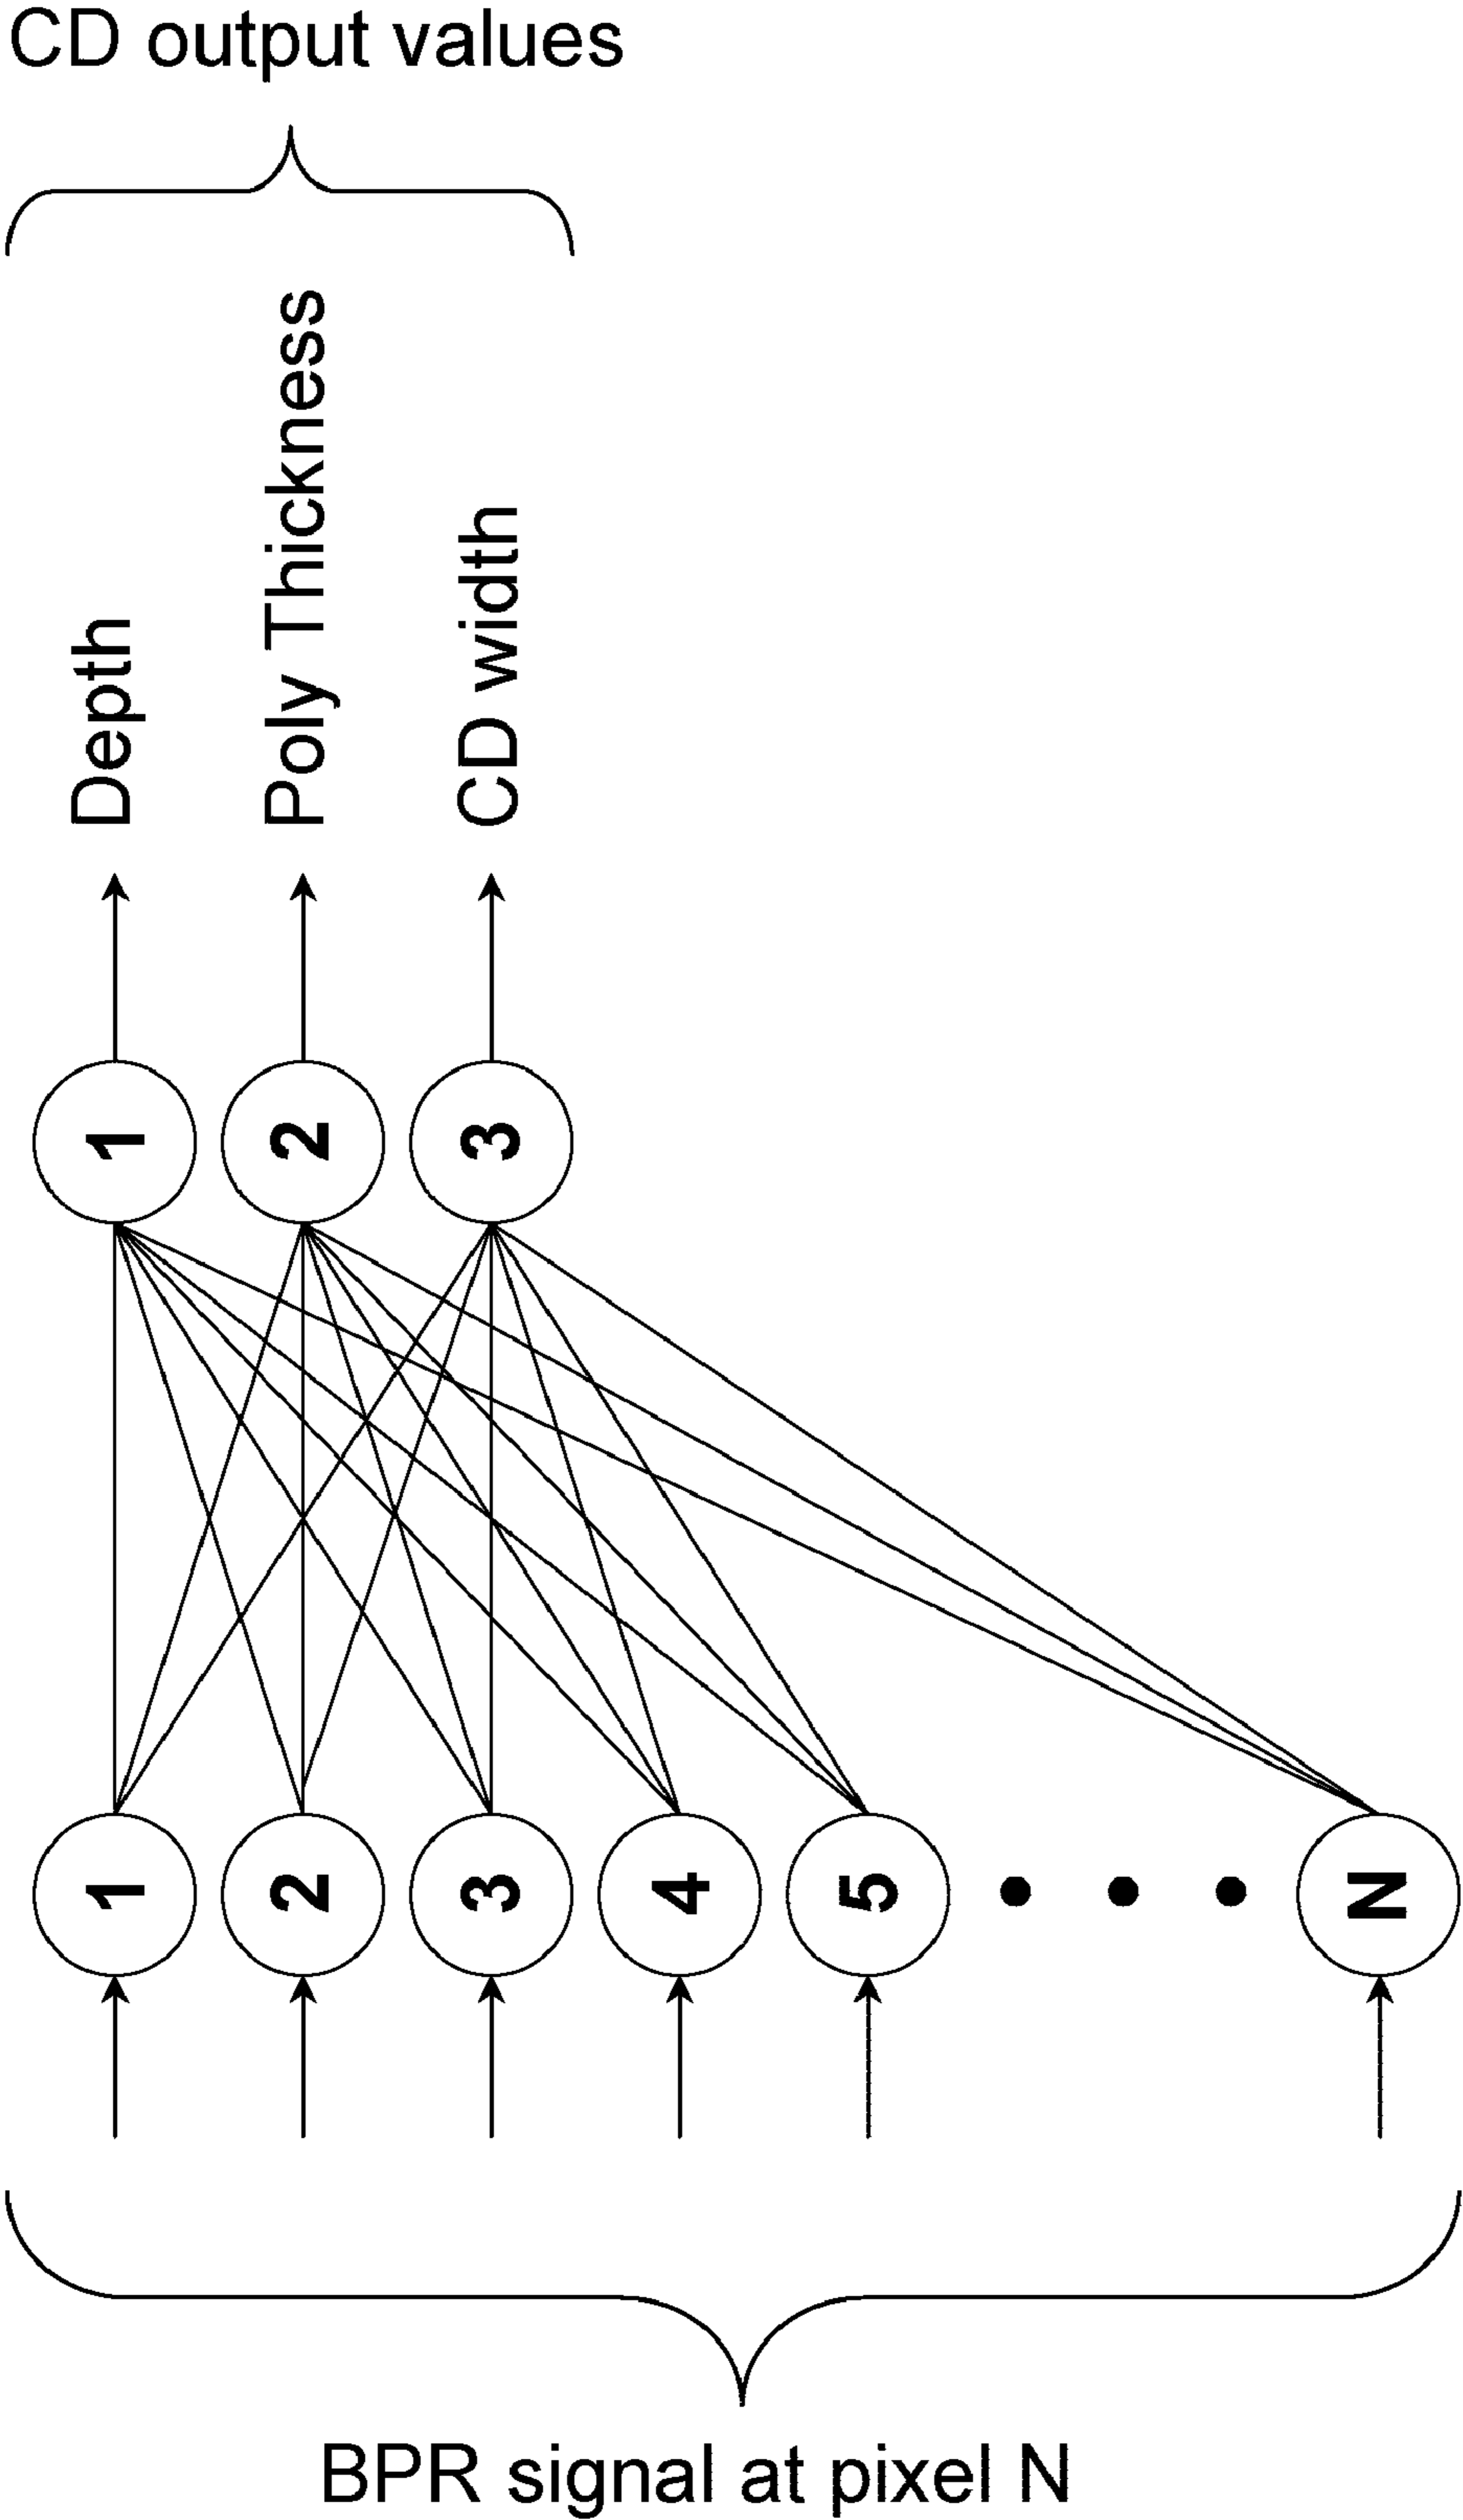 CD output values
Depth
Poly Thickness
CD width
1
2
3
1
2
3
4
5
N
BPR signal at pixel N